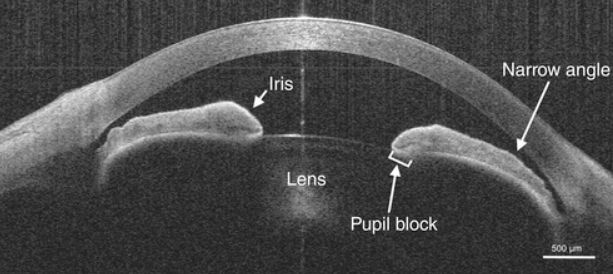 Narrow angle
Iris
Lens
Pupil block
500 µm